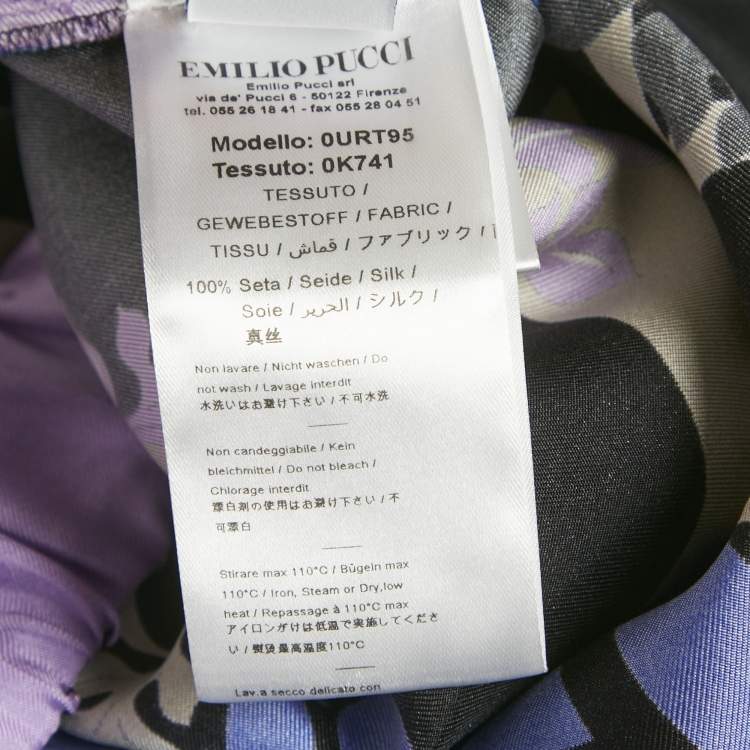 EMILIO PUCCI
Emilio Pucci srl
via de' Pucci 6 - 50122 Firenze
tel. 055 26 18 41 - fax 055 28 04 51
Modello: 0URT95
Tessuto: 0K741
TESSUTO /
GEWEBESTOFF / FABRIC /
TISSU / قماش / ファブリック /
100% Seta / Seide / Silk /
Soie / الحرير / シルク /
真丝
Non lavare / Nicht waschen / Do
not wash / Lavage interdit
水洗いはお避け下さい / 不可水洗
Non candeggiabile / Kein
bleichmittel / Do not bleach /
Chlorage interdit
漂白剤の使用はお避け下さい / 不
可漂白
Stirare max 110°C / Bügeln max
110°C / Iron, Steam or Dry,low
heat / Repassage à 110°C max
アイロンがけは低温で実施してくださ
い / 熨烫最高温度110°C
Lav.a secco delicato con